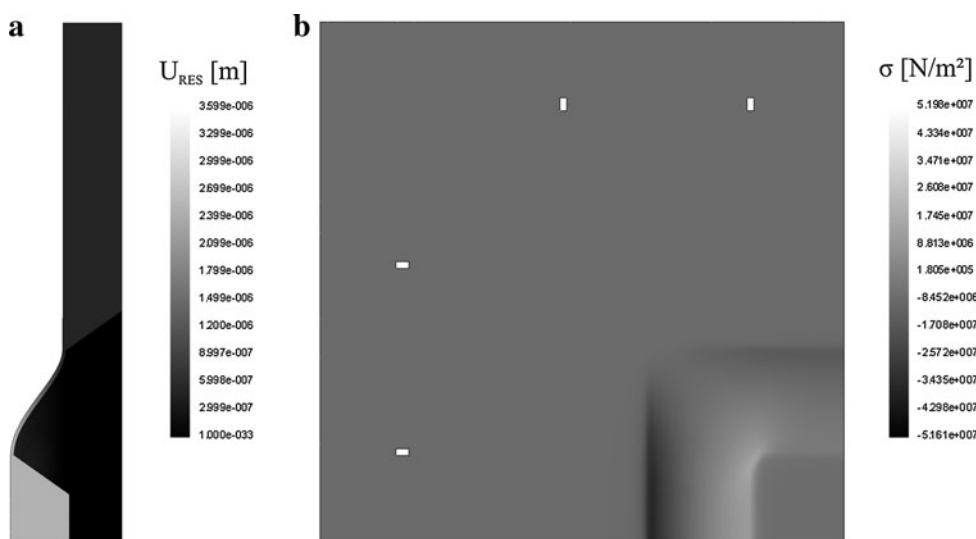 a
U_RES [m]
3.599e-006
3.299e-006
2.999e-006
2.699e-006
2.399e-006
2.099e-006
1.799e-006
1.499e-006
1.200e-006
8.997e-007
5.998e-007
2.999e-007
1.000e-033
b
σ [N/m²]
5.198e+007
4.334e+007
3.471e+007
2.608e+007
1.745e+007
8.813e+006
1.805e+005
-8.452e+006
-1.708e+007
-2.572e+007
-3.435e+007
-4.298e+007
-5.161e+007